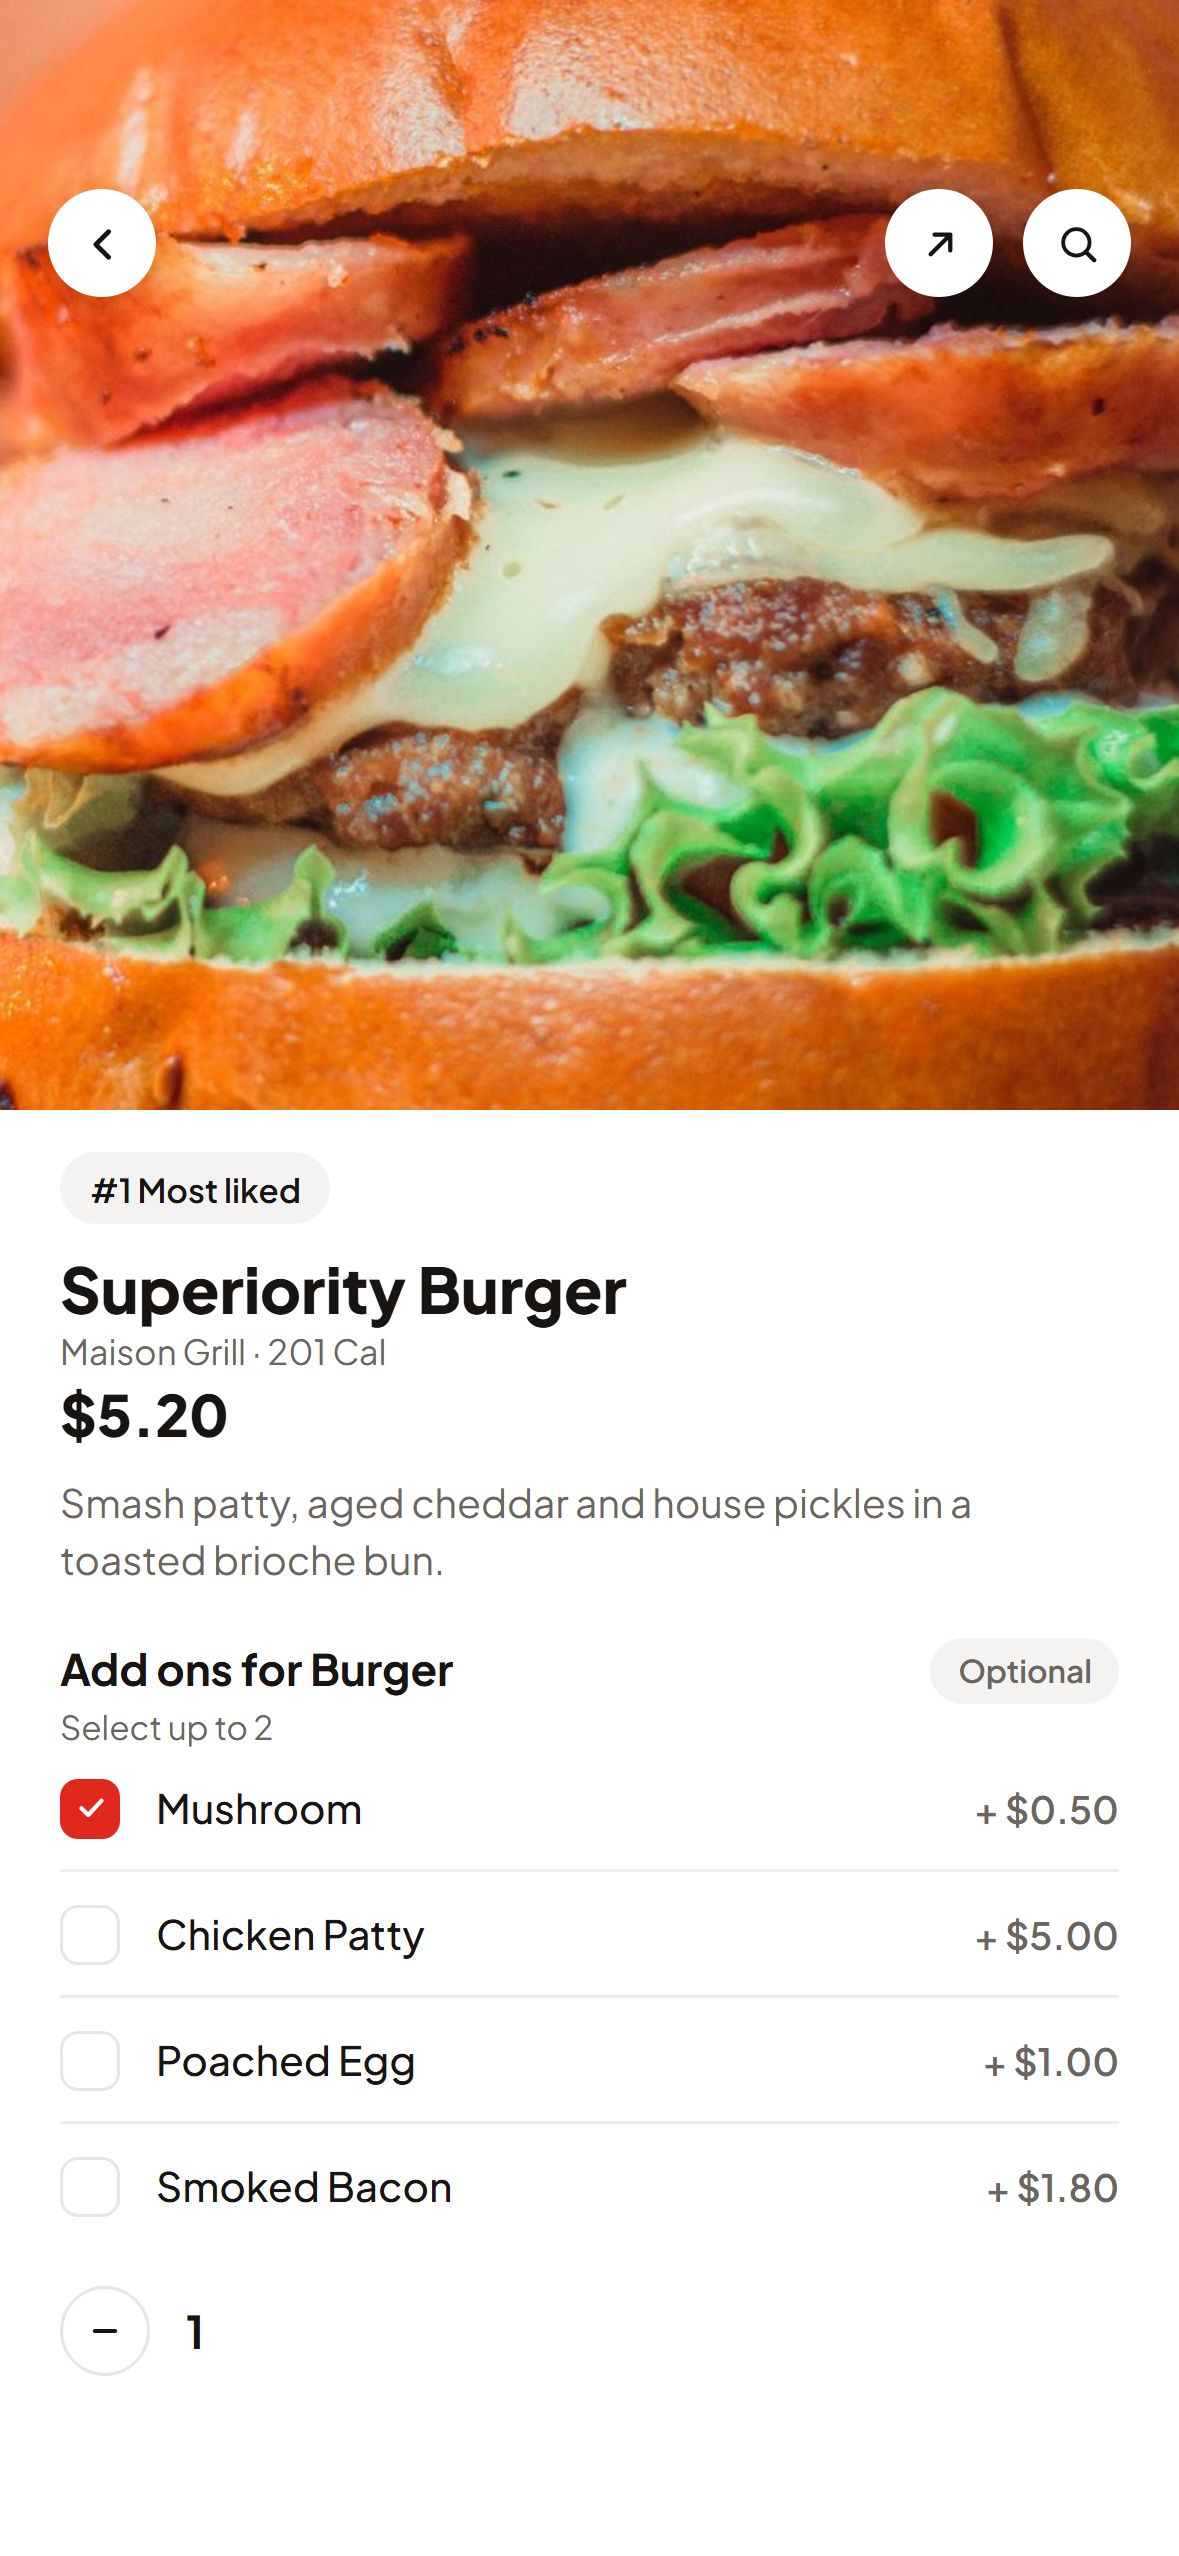 #1 Most liked
Superiority Burger
Maison Grill · 201 Cal
$5.20
Smash patty, aged cheddar and house pickles in a
toasted brioche bun.
Add ons for Burger
Optional
Select up to 2
Mushroom + $0.50
Chicken Patty + $5.00
Poached Egg + $1.00
Smoked Bacon + $1.80
1